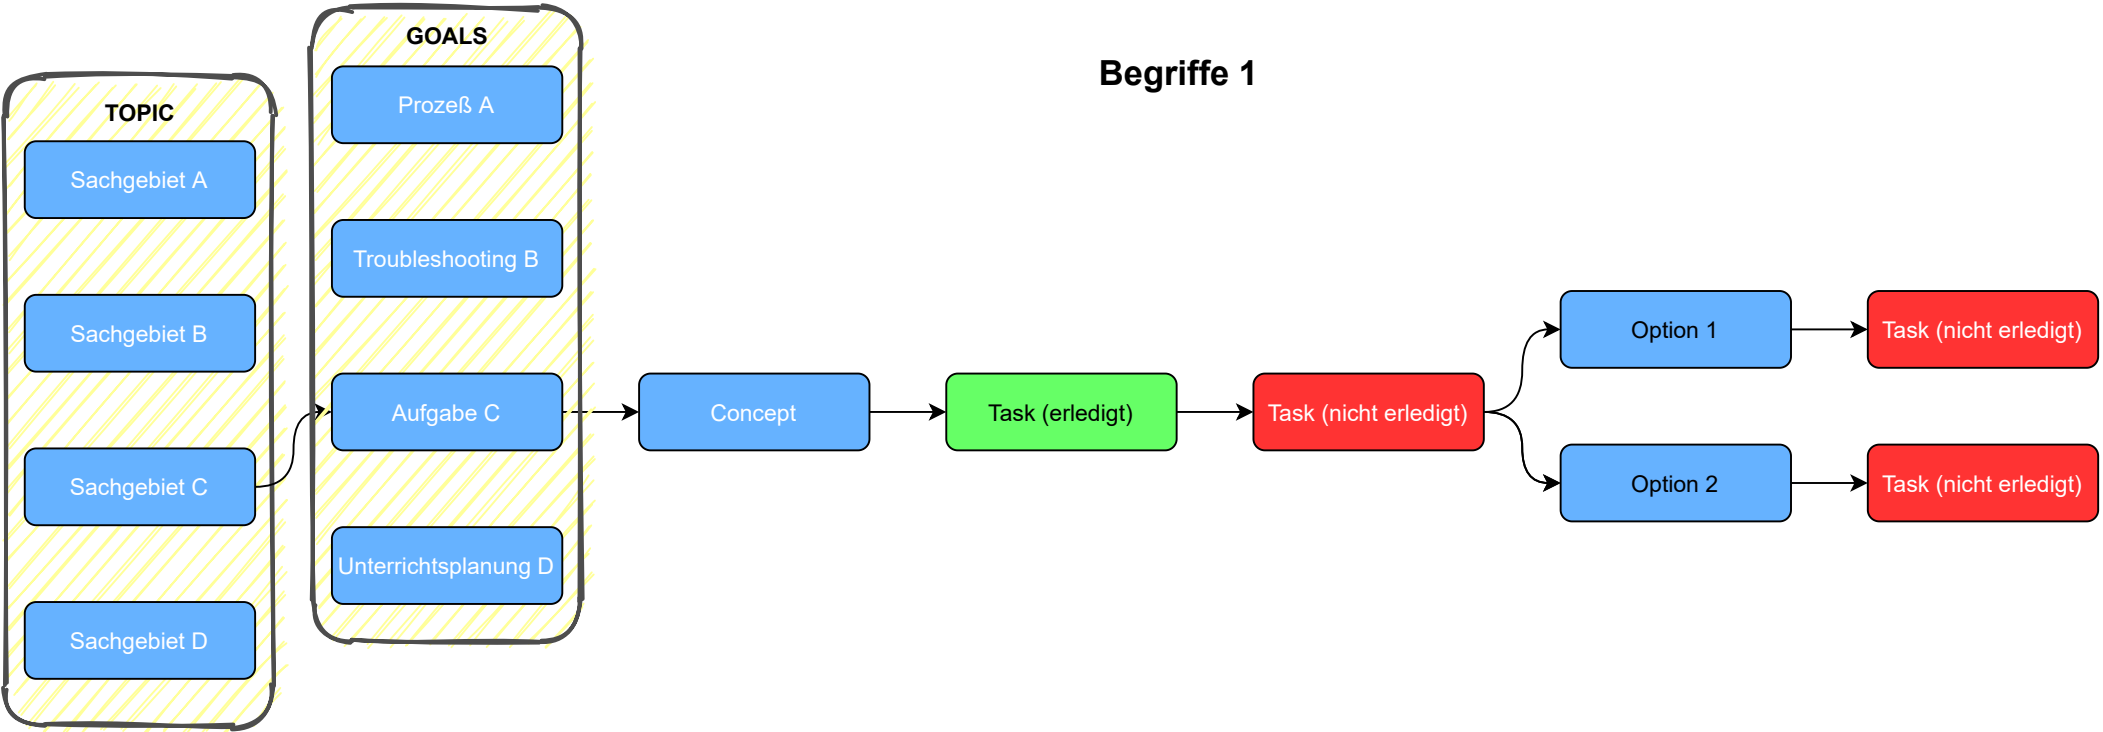 Begriffe 1
TOPIC
Sachgebiet A
Sachgebiet B
Sachgebiet C
Sachgebiet D
GOALS
Prozeß A
Troubleshooting B
Aufgabe C
Unterrichtsplanung D
Concept
Task (erledigt)
Task (nicht erledigt)
Option 1
Task (nicht erledigt)
Option 2
Task (nicht erledigt)